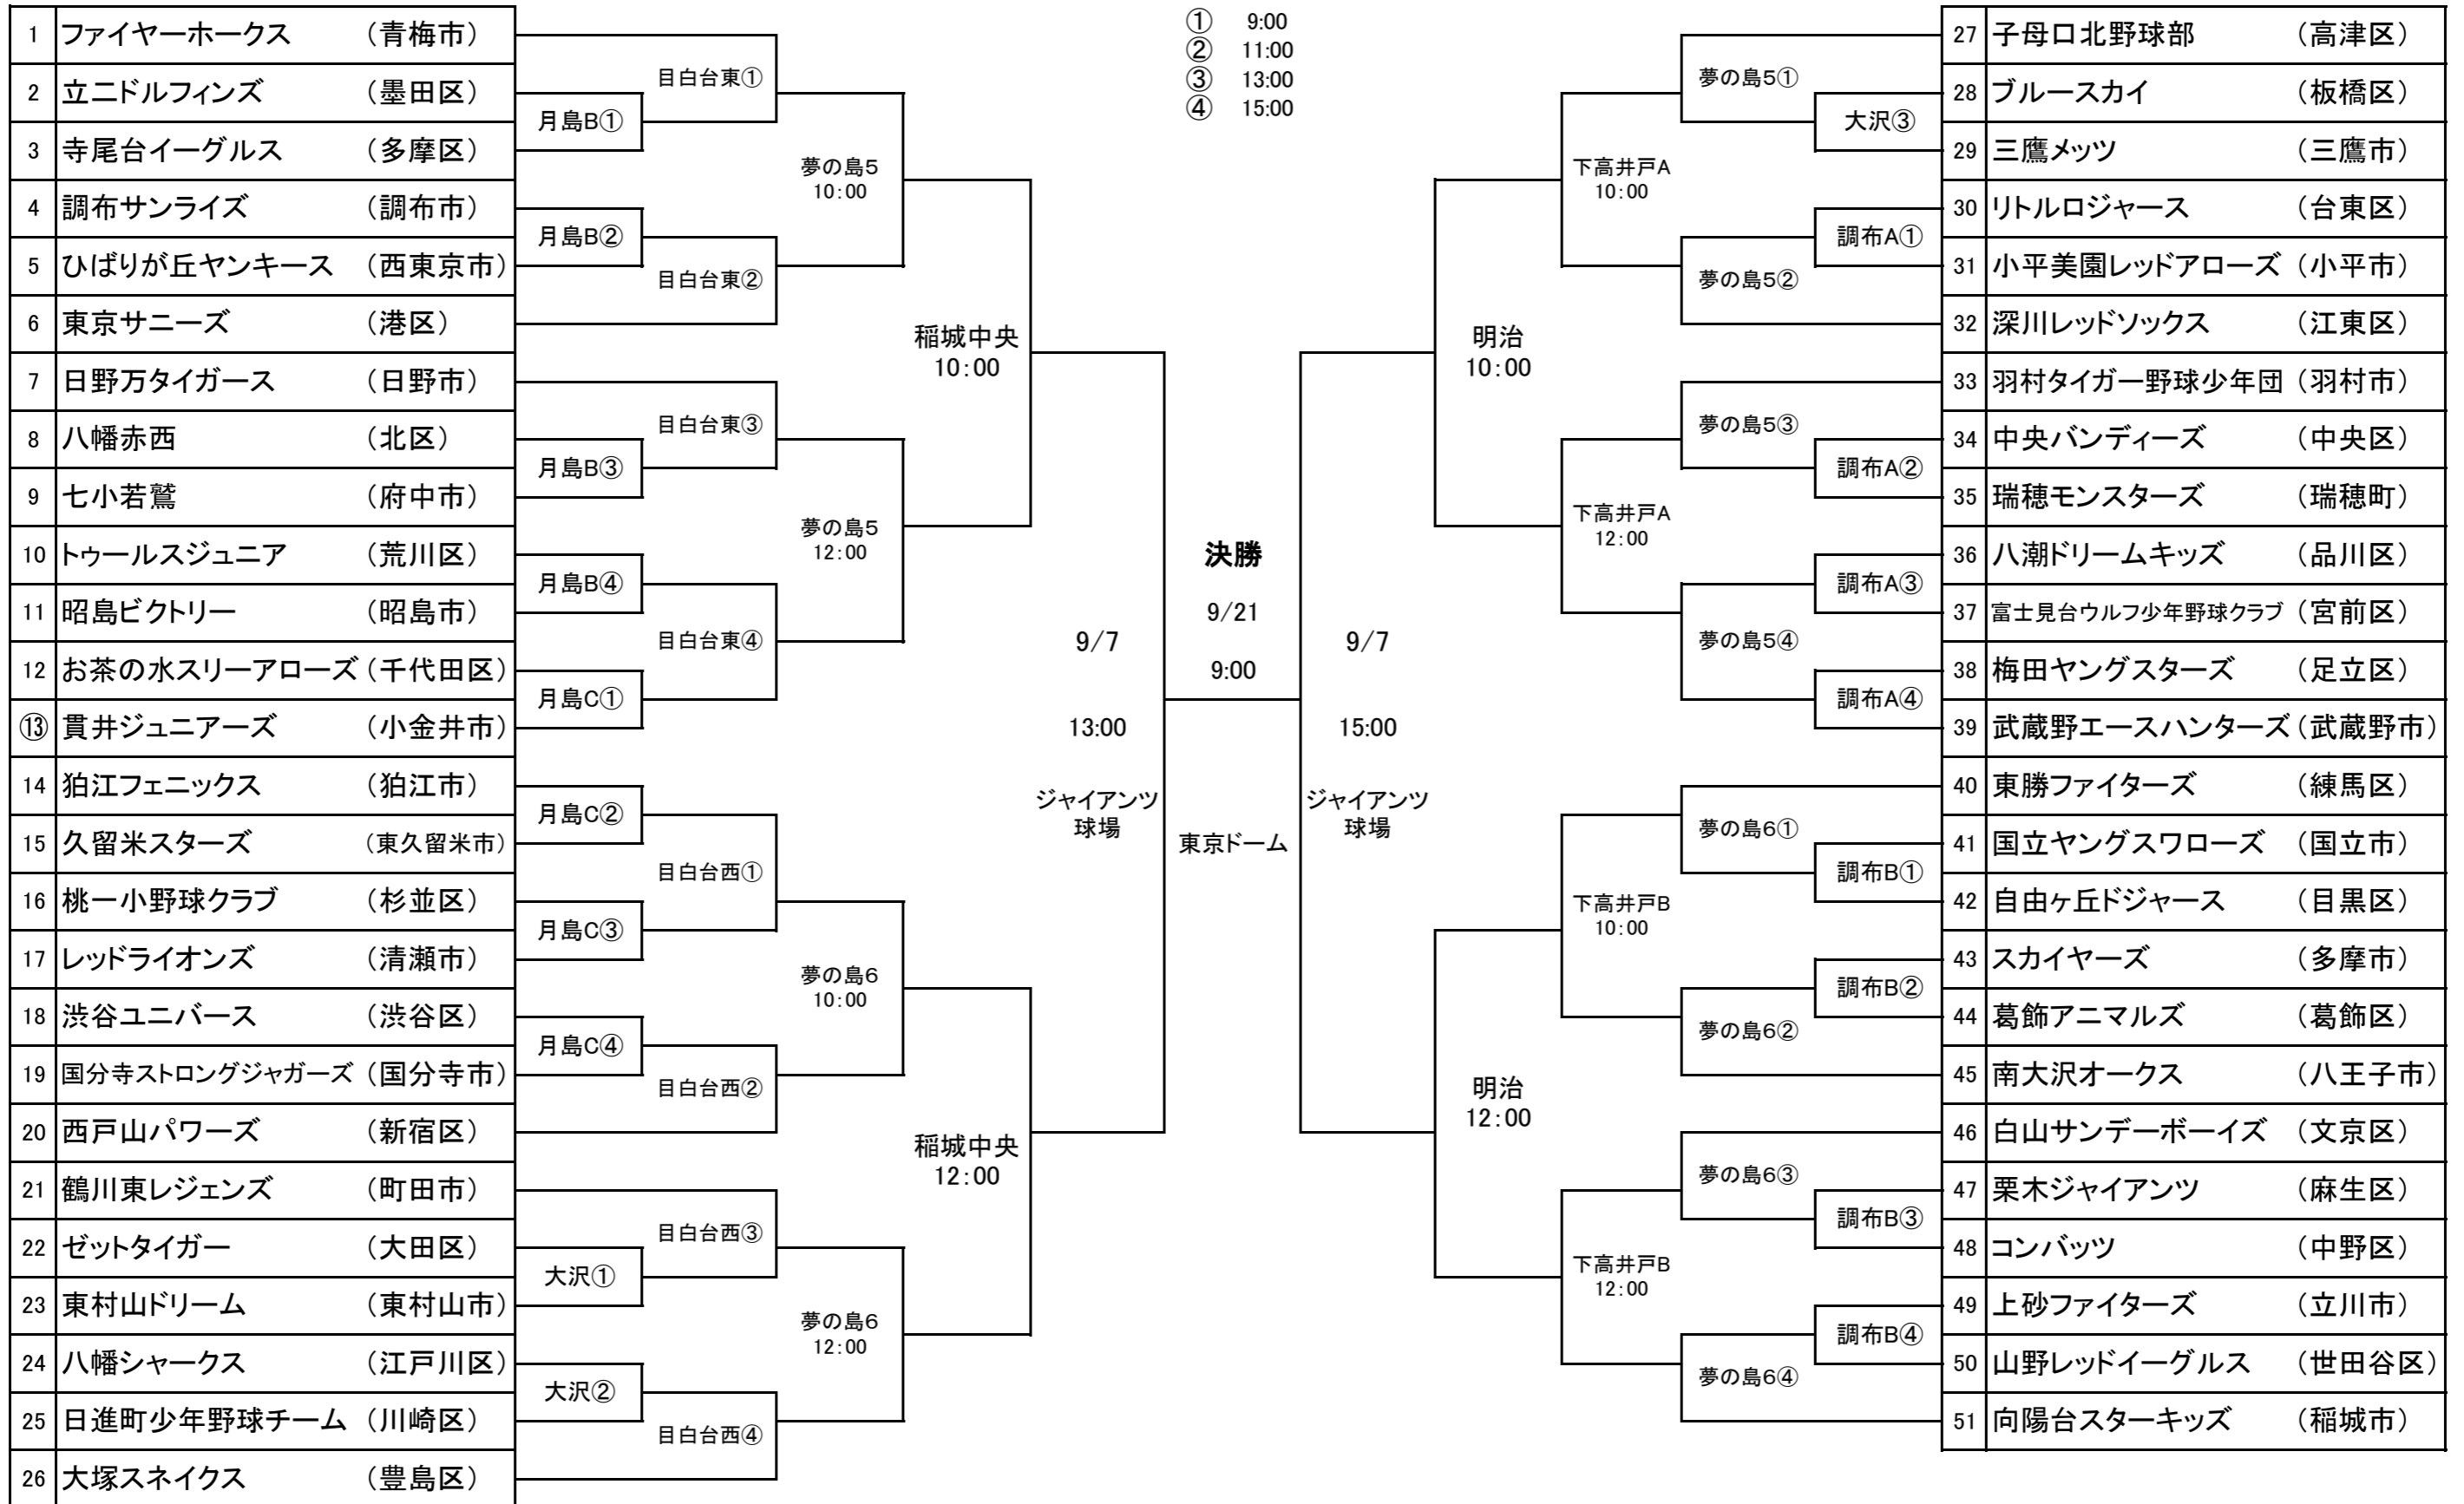 ① 9:00
② 11:00
③ 13:00
④ 15:00
1 ファイヤーホークス （青梅市）
2 立ニドルフィンズ （墨田区）
3 寺尾台イーグルス （多摩区）
4 調布サンライズ （調布市）
5 ひばりが丘ヤンキース （西東京市）
6 東京サニーズ （港区）
7 日野万タイガース （日野市）
8 八幡赤西 （北区）
9 七小若鷲 （府中市）
10 トゥールスジュニア （荒川区）
11 昭島ビクトリー （昭島市）
12 お茶の水スリーアローズ （千代田区）
⑬ 貫井ジュニアーズ （小金井市）
14 狛江フェニックス （狛江市）
15 久留米スターズ （東久留米市）
16 桃一小野球クラブ （杉並区）
17 レッドライオンズ （清瀬市）
18 渋谷ユニバース （渋谷区）
19 国分寺ストロングジャガーズ （国分寺市）
20 西戸山パワーズ （新宿区）
21 鶴川東レジェンズ （町田市）
22 ゼットタイガー （大田区）
23 東村山ドリーム （東村山市）
24 八幡シャークス （江戸川区）
25 日進町少年野球チーム （川崎区）
26 大塚スネイクス （豊島区）
月島B①
月島B②
月島B③
月島B④
月島C①
月島C②
月島C③
月島C④
大沢①
大沢②
目白台東①
目白台東②
目白台東③
目白台東④
目白台西①
目白台西②
目白台西③
目白台西④
夢の島5
10:00
夢の島5
12:00
夢の島6
10:00
夢の島6
12:00
稲城中央
10:00
稲城中央
12:00
9/7
13:00
ジャイアンツ
球場
決勝
9/21
9:00
東京ドーム
9/7
15:00
ジャイアンツ
球場
明治
10:00
明治
12:00
下高井戸A
10:00
下高井戸A
12:00
下高井戸B
10:00
下高井戸B
12:00
夢の島5①
夢の島5②
夢の島5③
夢の島5④
夢の島6①
夢の島6②
夢の島6③
夢の島6④
大沢③
調布A①
調布A②
調布A③
調布A④
調布B①
調布B②
調布B③
調布B④
27 子母口北野球部 （高津区）
28 ブルースカイ （板橋区）
29 三鷹メッツ （三鷹市）
30 リトルロジャース （台東区）
31 小平美園レッドアローズ （小平市）
32 深川レッドソックス （江東区）
33 羽村タイガー野球少年団 （羽村市）
34 中央バンディーズ （中央区）
35 瑞穂モンスターズ （瑞穂町）
36 八潮ドリームキッズ （品川区）
37 富士見台ウルフ少年野球クラブ （宮前区）
38 梅田ヤングスターズ （足立区）
39 武蔵野エースハンターズ （武蔵野市）
40 東勝ファイターズ （練馬区）
41 国立ヤングスワローズ （国立市）
42 自由ヶ丘ドジャース （目黒区）
43 スカイヤーズ （多摩市）
44 葛飾アニマルズ （葛飾区）
45 南大沢オークス （八王子市）
46 白山サンデーボーイズ （文京区）
47 栗木ジャイアンツ （麻生区）
48 コンバッツ （中野区）
49 上砂ファイターズ （立川市）
50 山野レッドイーグルス （世田谷区）
51 向陽台スターキッズ （稲城市）